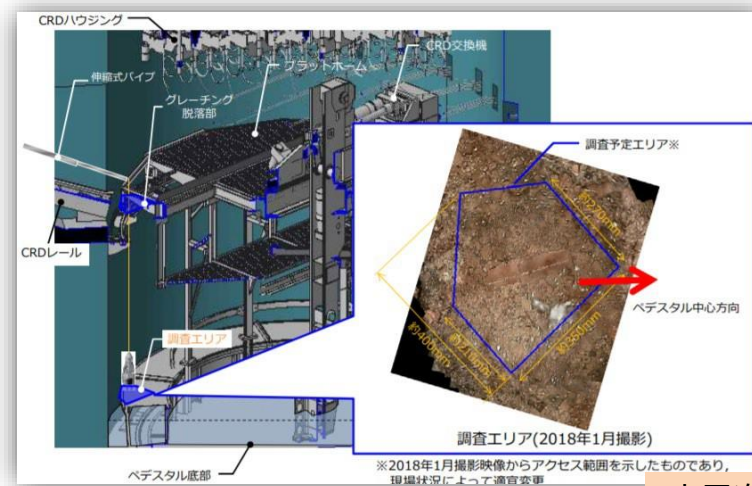 CRDハウジング
プラットホーム
CRD交換機
伸縮式パイプ
グレーチング
脱落部
調査予定エリア※
CRDレール
ペデスタル中心方向
調査エリア
調査エリア(2018年1月撮影)
ペデスタル底部
※2018年1月撮影映像からアクセス範囲を示したものであり,
現場状況によって適宜変更